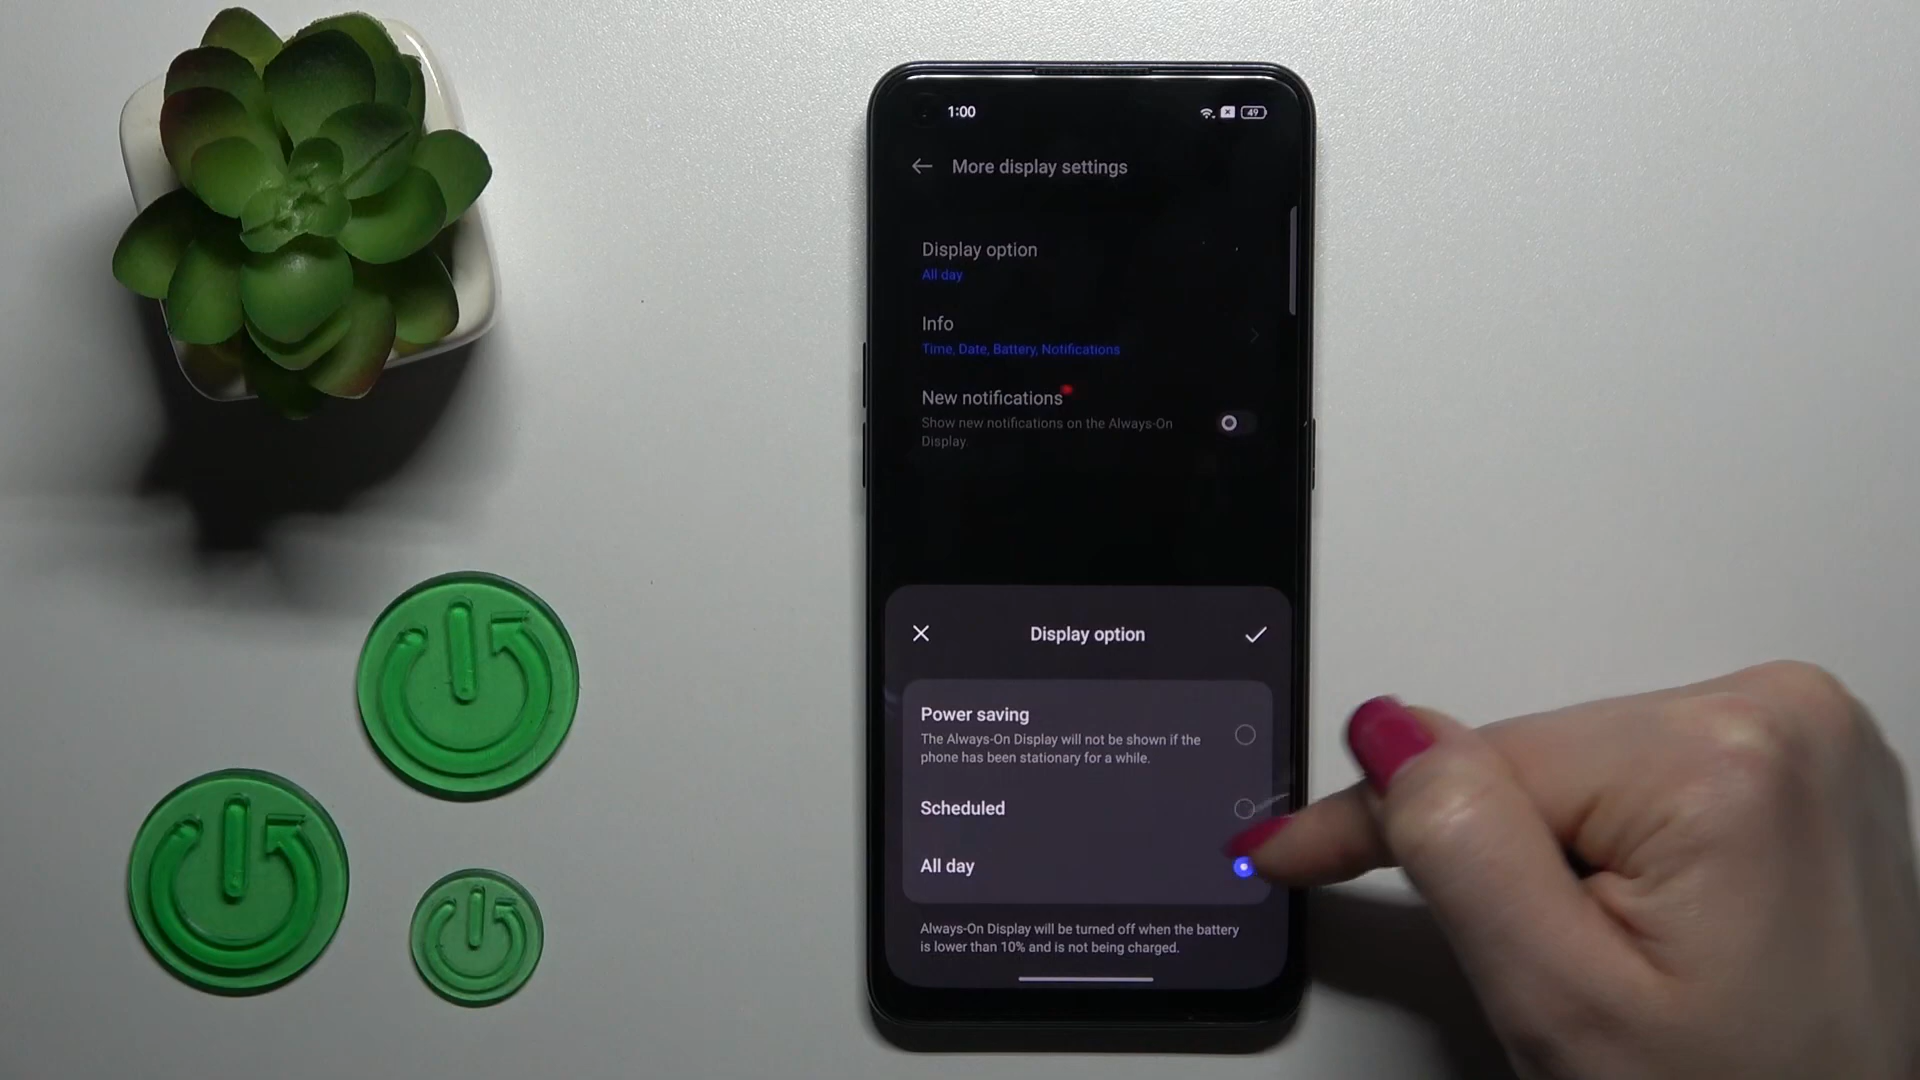 1:00
49
More display settings
Display option
All day
Info
Time, Date, Battery, Notifications
New notifications
Show new notifications on the Always-On
Display.
Display option
Power saving
The Always-On Display will not be shown if the
phone has been stationary for a while.
Scheduled
All day
Always-On Display will be turned off when the battery
is lower than 10% and is not being charged.